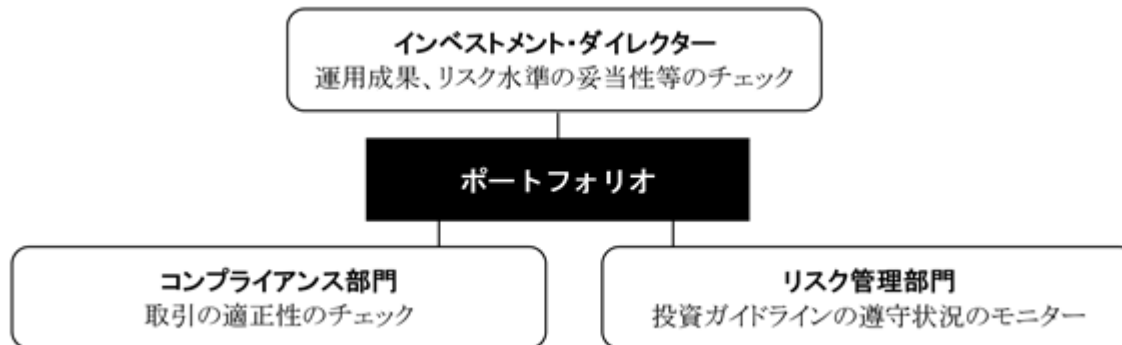 インベストメント・ダイレクター
運用成果、リスク水準の妥当性等のチェック
ポートフォリオ
コンプライアンス部門
取引の適正性のチェック
リスク管理部門
投資ガイドラインの遵守状況のモニター